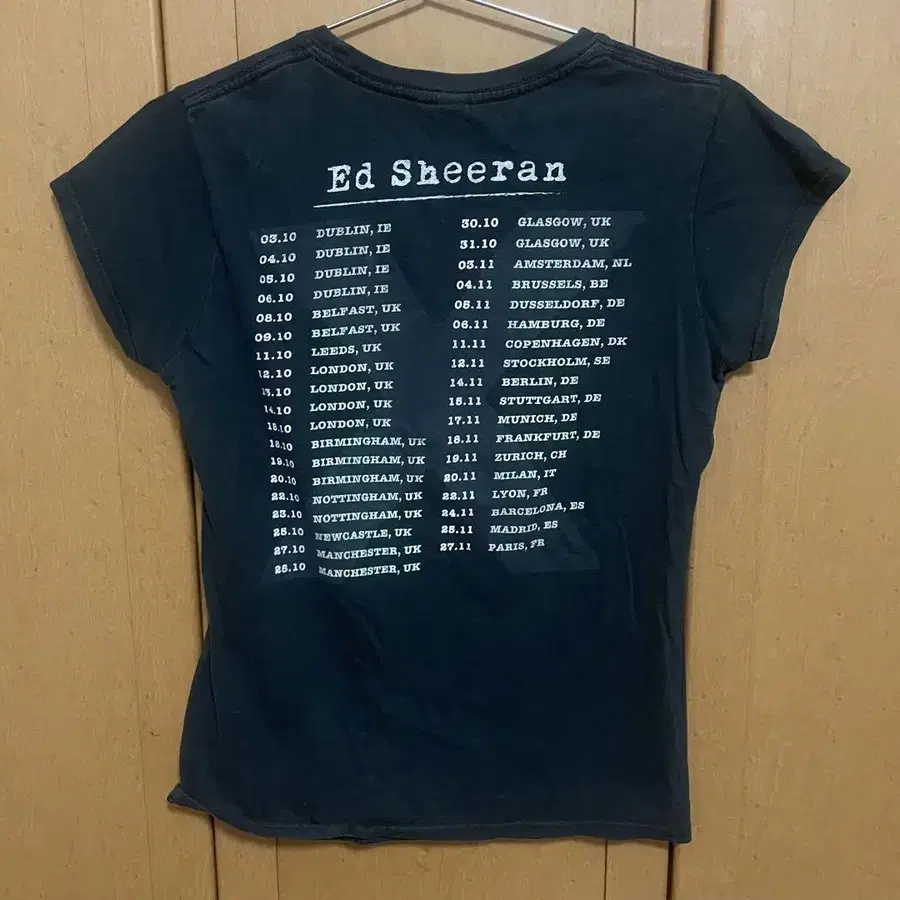 Ed Sheeran
03.10 DUBLIN, IE
04.10 DUBLIN, IE
05.10 DUBLIN, IE
06.10 DUBLIN, IE
08.10 BELFAST, UK
09.10 BELFAST, UK
11.10 LEEDS, UK
12.10 LONDON, UK
13.10 LONDON, UK
14.10 LONDON, UK
15.10 LONDON, UK
18.10 BIRMINGHAM, UK
19.10 BIRMINGHAM, UK
20.10 BIRMINGHAM, UK
22.10 NOTTINGHAM, UK
23.10 NOTTINGHAM, UK
25.10 NEWCASTLE, UK
27.10 MANCHESTER, UK
28.10 MANCHESTER, UK
30.10 GLASGOW, UK
31.10 GLASGOW, UK
03.11 AMSTERDAM, NL
04.11 BRUSSELS, BE
05.11 DUSSELDORF, DE
06.11 HAMBURG, DE
11.11 COPENHAGEN, DK
12.11 STOCKHOLM, SE
14.11 BERLIN, DE
15.11 STUTTGART, DE
17.11 MUNICH, DE
18.11 FRANKFURT, DE
19.11 ZURICH, CH
20.11 MILAN, IT
22.11 LYON, FR
24.11 BARCELONA, ES
25.11 MADRID, ES
27.11 PARIS, FR